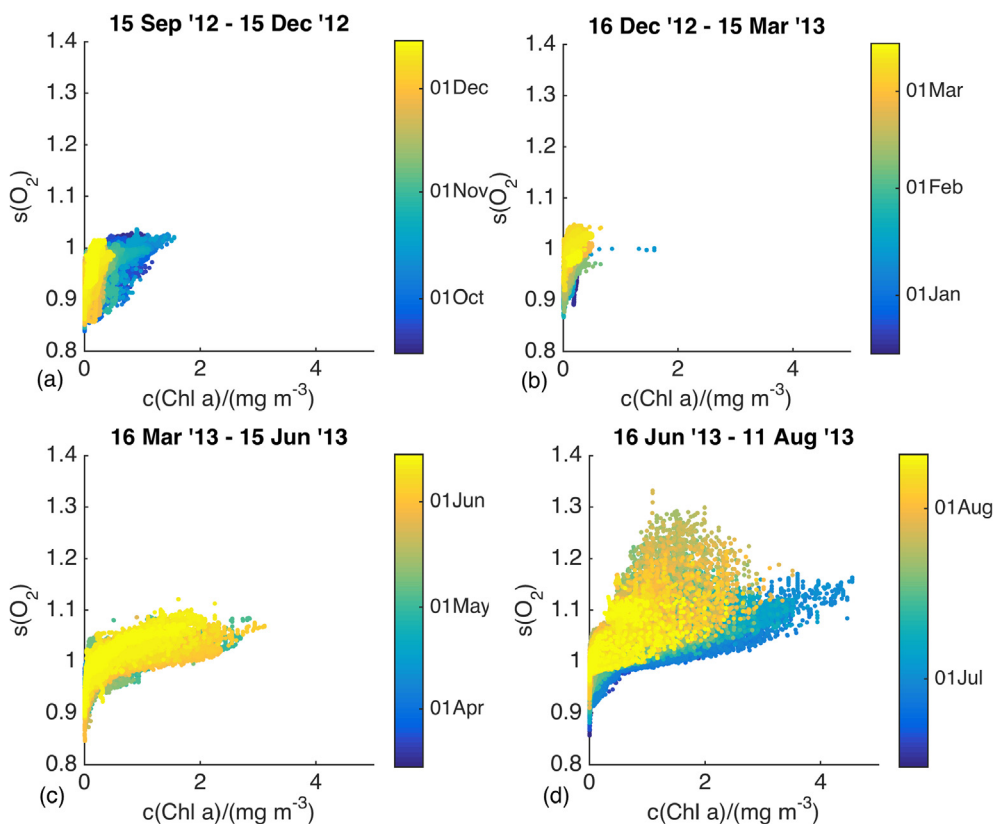 15 Sep '12 - 15 Dec '12
1.4
1.3
1.2
1.1
1
0.9
0.8
s(O2)
0
2
4
c(Chl a)/(mg m-3)
(a)
01Dec
01Nov
01Oct
16 Dec '12 - 15 Mar '13
1.4
1.3
1.2
1.1
1
0.9
0.8
s(O2)
0
2
4
c(Chl a)/(mg m-3)
(b)
01Mar
01Feb
01Jan
16 Mar '13 - 15 Jun '13
1.4
1.3
1.2
1.1
1
0.9
0.8
s(O2)
0
2
4
c(Chl a)/(mg m-3)
(c)
01Jun
01May
01Apr
16 Jun '13 - 11 Aug '13
1.4
1.3
1.2
1.1
1
0.9
0.8
s(O2)
0
2
4
c(Chl a)/(mg m-3)
(d)
01Aug
01Jul